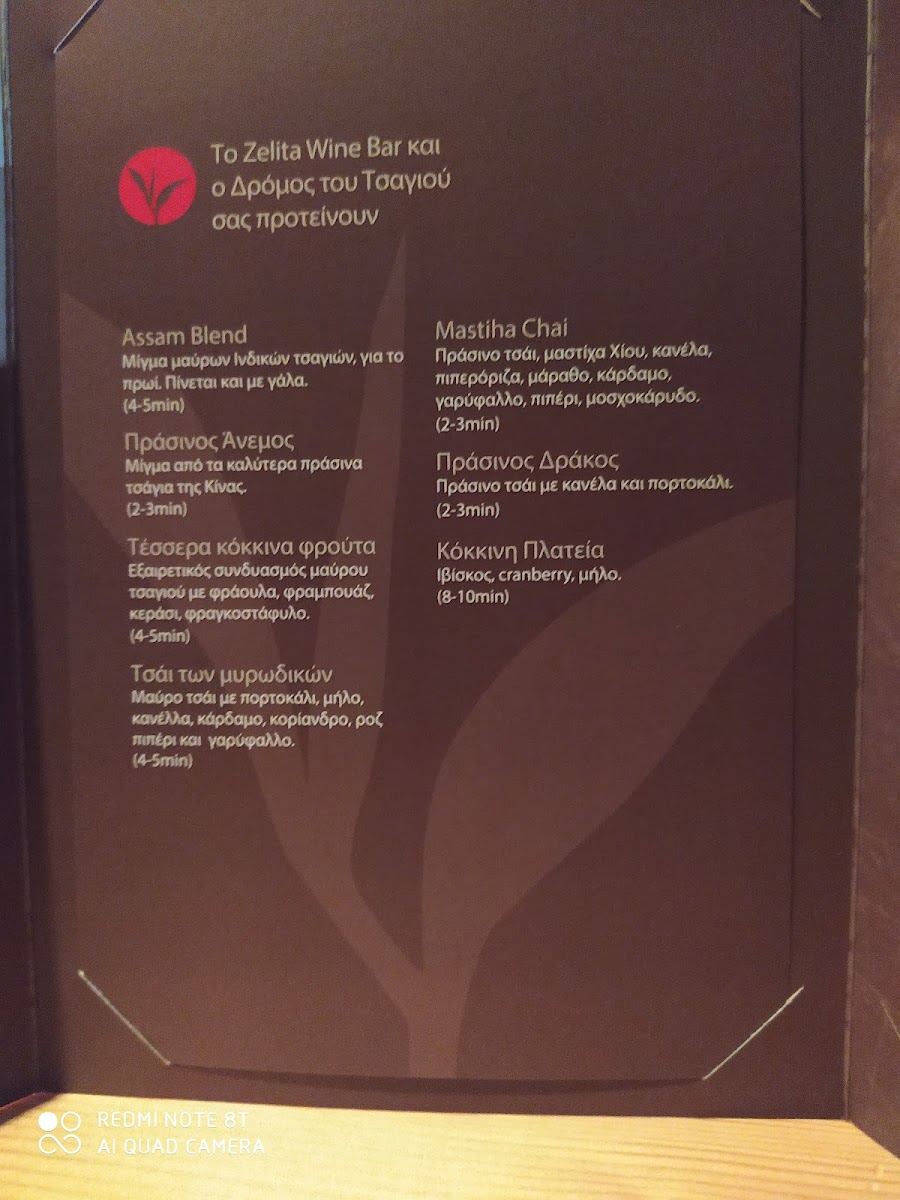 Το Zelita Wine Bar και
ο Δρόμος του Τσαγιού
σας προτείνουν
Assam Blend
Μίγμα μαύρων Ινδικών τσαγιών, για το
πρωί. Πίνεται και με γάλα.
(4-5min)
Πράσινος Άνεμος
Μίγμα από τα καλύτερα πράσινα
τσάγια της Κίνας.
(2-3min)
Τέσσερα κόκκινα φρούτα
Εξαιρετικός συνδυασμός μαύρου
τσαγιού με φράουλα, φραμπουάζ,
κεράσι, φραγκοστάφυλο.
(4-5min)
Τσάι των μυρωδικών
Μαύρο τσάι με πορτοκάλι, μήλο,
κανέλλα, κάρδαμο, κορίανδρο, ροζ
πιπέρι και γαρύφαλλο.
(4-5min)
Mastiha Chai
Πράσινο τσάι, μαστίχα Χίου, κανέλα,
πιπερόριζα, μάραθο, κάρδαμο,
γαρύφαλλο, πιπέρι, μοσχοκάρυδο.
(2-3min)
Πράσινος Δράκος
Πράσινο τσάι με κανέλα και πορτοκάλι.
(2-3min)
Κόκκινη Πλατεία
Ιβίσκος, cranberry, μήλο.
(8-10min)
REDMI NOTE 8T
AI QUAD CAMERA